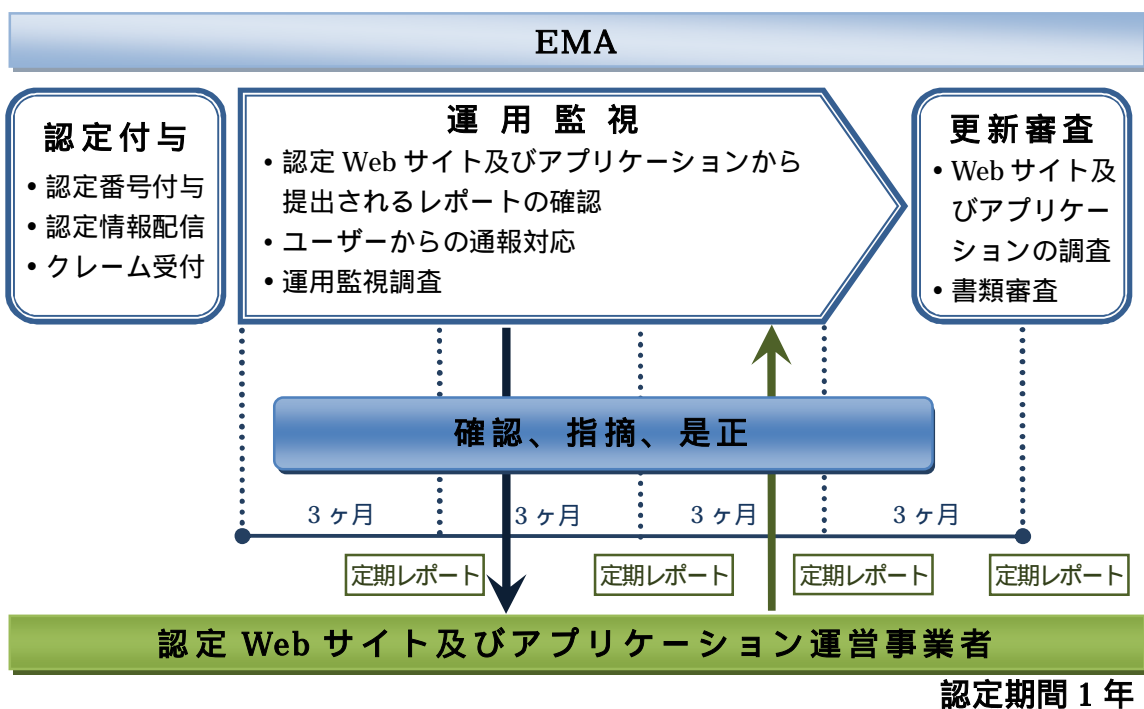 EMA
認定付与
• 認定番号付与
• 認定情報配信
• クレーム受付
運用監視
• 認定 Web サイト及びアプリケーションから
提出されるレポートの確認
• ユーザーからの通報対応
• 運用監視調査
更新審査
• Web サイト及
びアプリケー
ションの調査
• 書類審査
確認、指摘、是正
3 ヶ月
3 ヶ月
3 ヶ月
3 ヶ月
定期レポート
定期レポート
定期レポート
定期レポート
認定 Web サイト及びアプリケーション運営事業者
認定期間 1 年